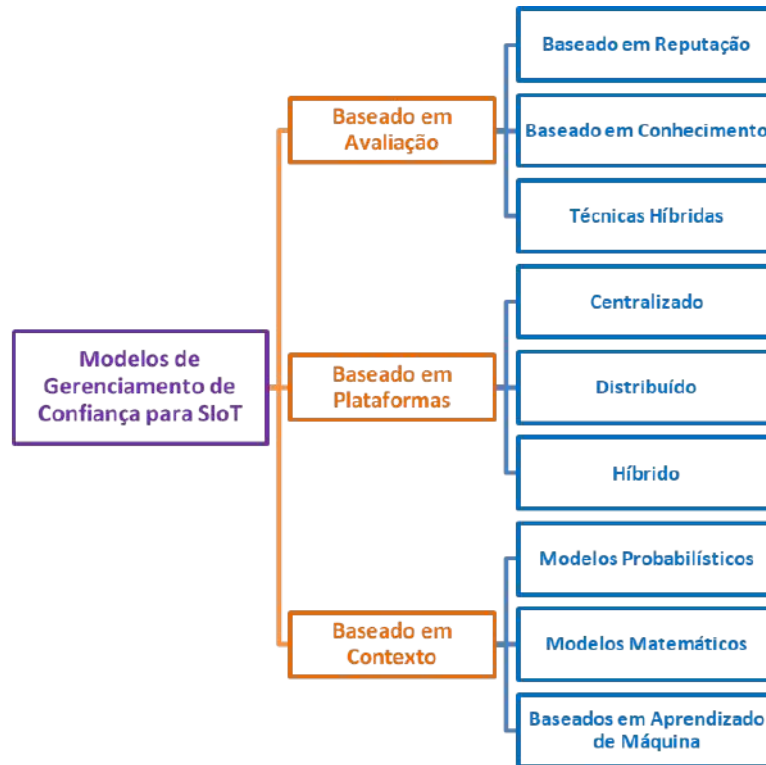 Modelos de
Gerenciamento de
Confiança para SIoT
Baseado em
Avaliação
Baseado em Reputação
Baseado em Conhecimento
Técnicas Híbridas
Baseado em
Plataformas
Centralizado
Distribuído
Híbrido
Baseado em
Contexto
Modelos Probabilísticos
Modelos Matemáticos
Baseados em Aprendizado
de Máquina